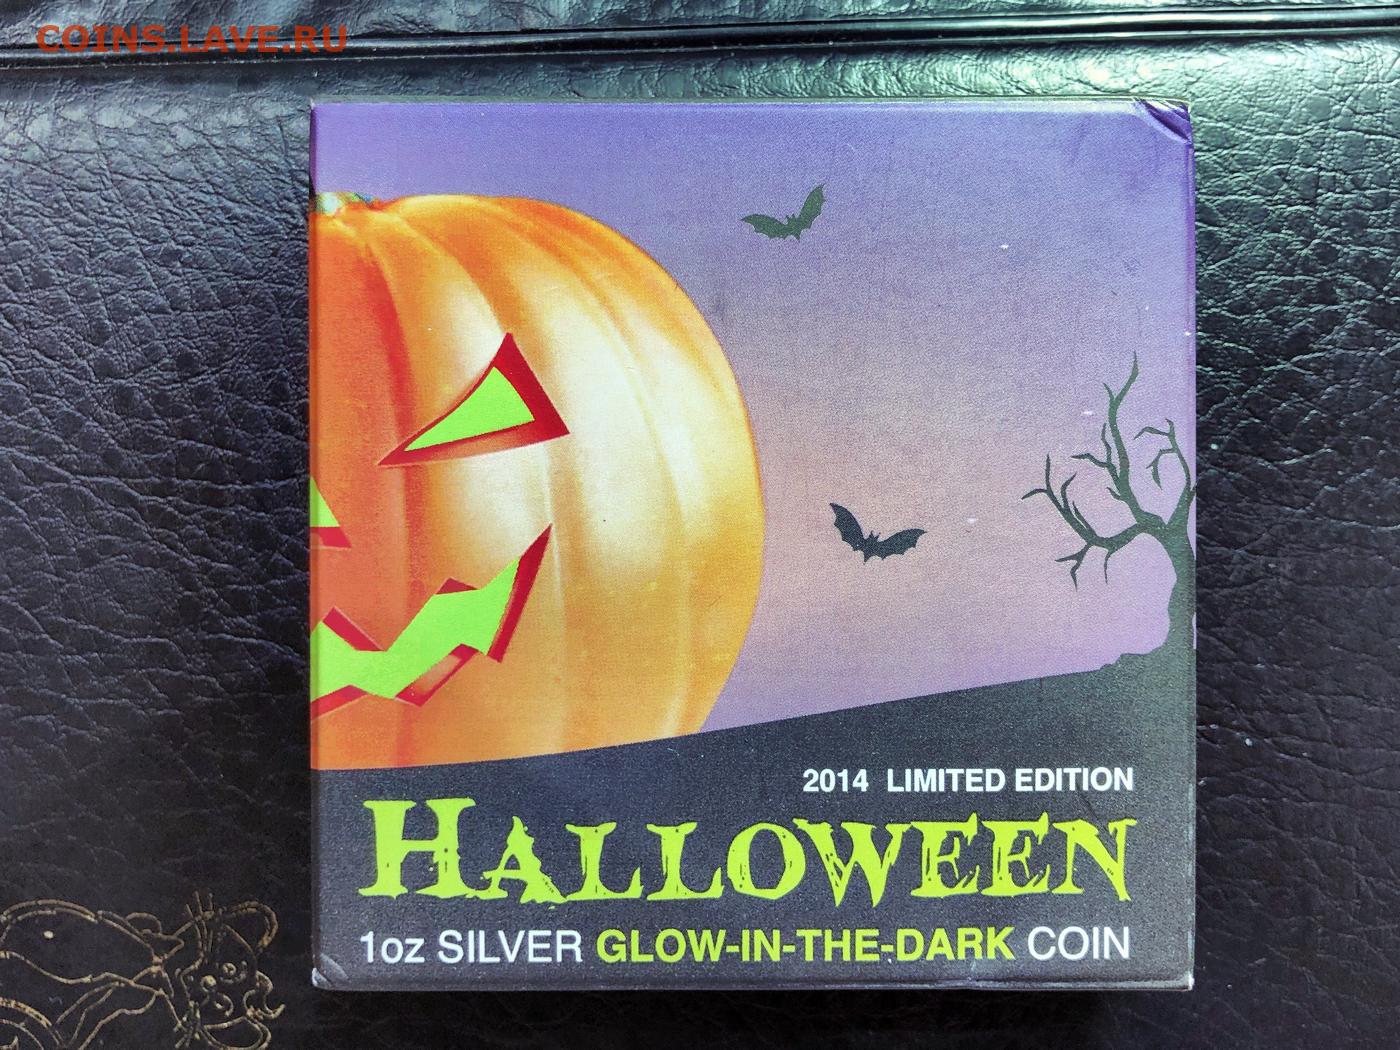 COINS.LAVE.RU
2014 LIMITED EDITION
HALLOWEEN
1oz SILVER GLOW-IN-THE-DARK COIN